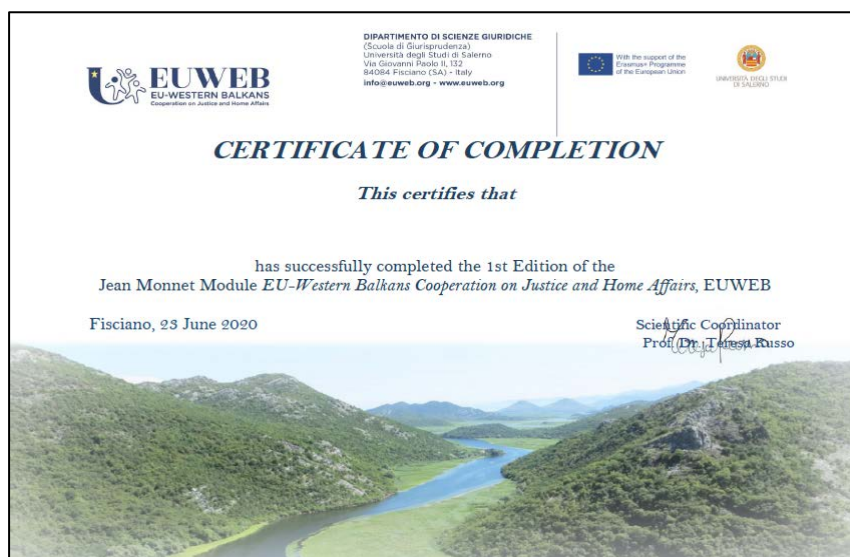 EUWEB
EU-WESTERN BALKANS
Cooperation on Justice and Home Affairs
DIPARTIMENTO DI SCIENZE GIURIDICHE
(Scuola di Giurisprudenza)
Università degli Studi di Salerno
Via Giovanni Paolo II, 132
84084 Fisciano (SA) - Italy
info@euweb.org - www.euweb.org
With the support of the
Erasmus+ Programme
of the European Union
UNIVERSITÀ DEGLI STUDI
DI SALERNO
CERTIFICATE OF COMPLETION
This certifies that
has successfully completed the 1st Edition of the
Jean Monnet Module EU-Western Balkans Cooperation on Justice and Home Affairs, EUWEB
Fisciano, 23 June 2020
Scientific Coordinator
Prof. Dr. Teresa Russo